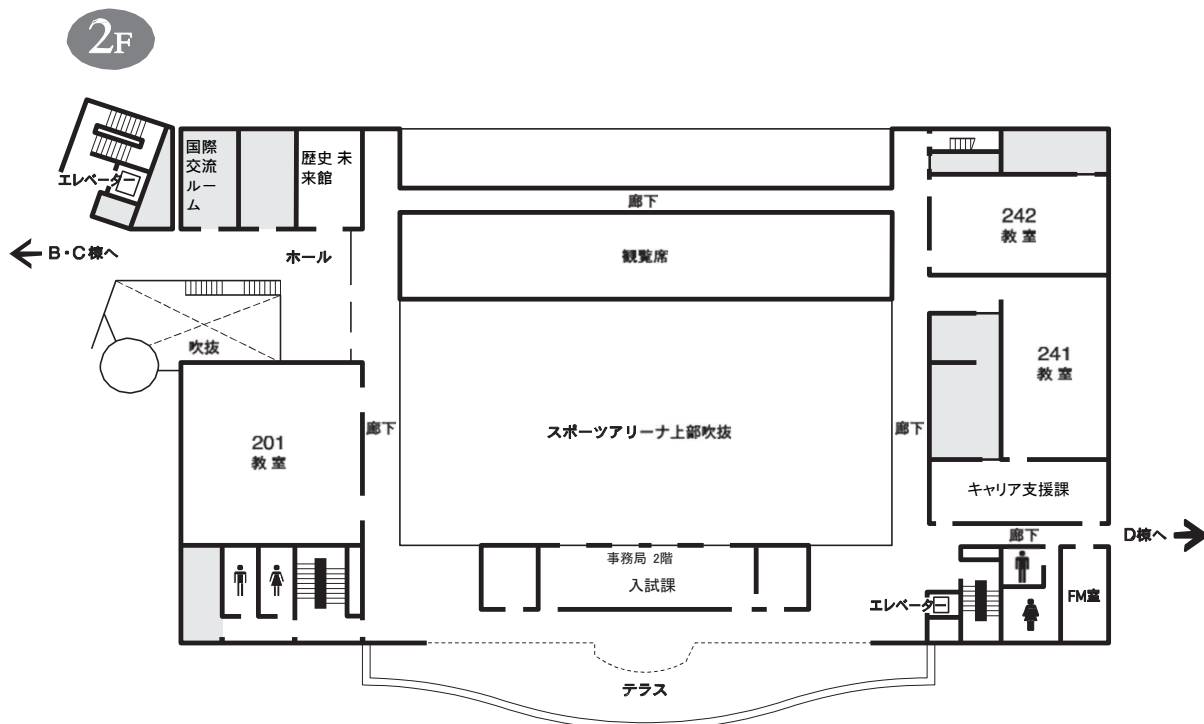 2F
国際
交流
ルー
ム
歴史 未
来館
エレベーター
廊下
242
教室
B・C棟へ
ホール
観覧席
吹抜
241
教室
201
教室
廊下
スポーツアリーナ上部吹抜
廊下
キャリア支援課
廊下
D棟へ
事務局 2階
入試課
エレベーター
FM室
テラス